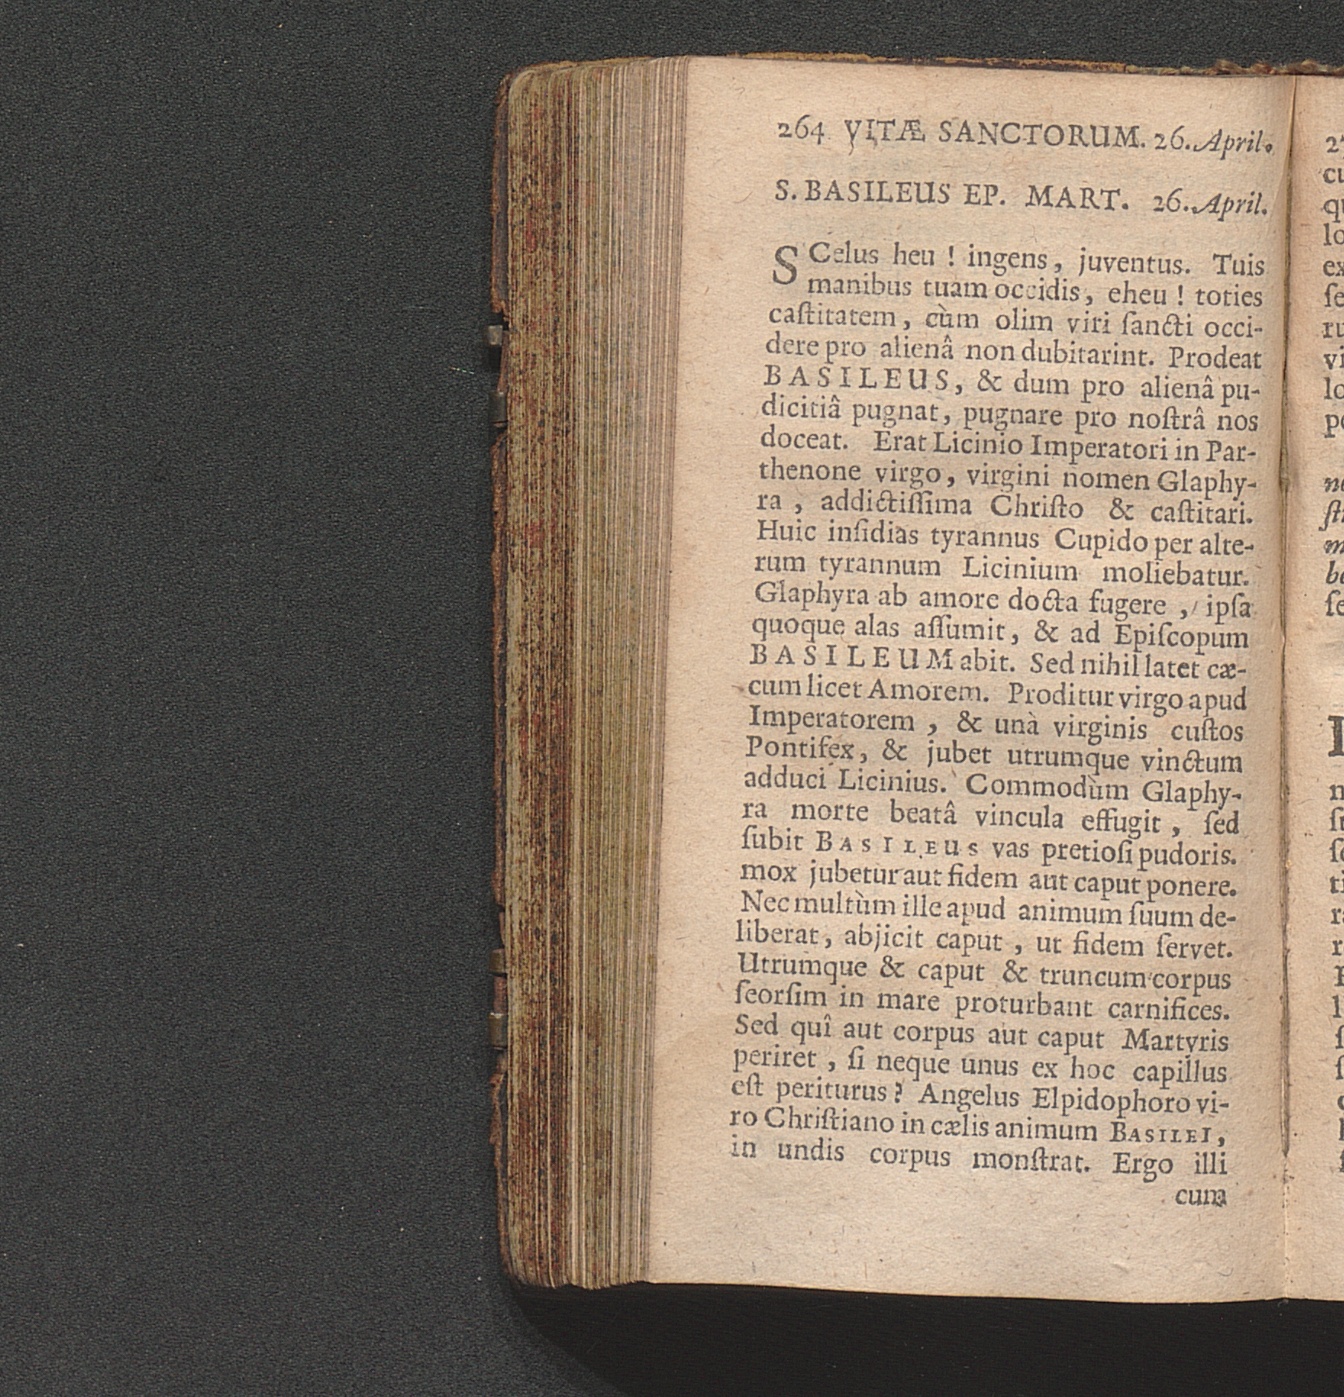 264 VITÆ SANCTORUM. 26. April.
S. BASILEUS EP. MART. 26. April.
SCelus heu ! ingens, juventus. Tuis
manibus tuam occidis, eheu ! toties
caſtitatem, cùm olim viri ſancti occi-
dere pro alienâ non dubitarint. Prodeat
BASILEUS, & dum pro alienâ pu-
dicitiâ pugnat, pugnare pro noſtrâ nos
doceat. Erat Licinio Imperatori in Par-
thenone virgo, virgini nomen Glaphy-
ra , addictiſſima Chriſto & caſtitari.
Huic inſidias tyrannus Cupido per alte-
rum tyrannum Licinium moliebatur.
Glaphyra ab amore docta fugere , ipſa
quoque alas aſſumit, & ad Epiſcopum
BASILEUM abit. Sed nihil latet cæ-
cum licet Amorem. Proditur virgo apud
Imperatorem , & unà virginis cuſtos
Pontifex, & jubet utrumque vinctum
adduci Licinius. Commodùm Glaphy-
ra morte beatâ vincula effugit , ſed
ſubit BASILEUS vas pretioſi pudoris.
mox jubetur aut fidem aut caput ponere.
Nec multùm ille apud animum ſuum de-
liberat, abjicit caput , ut fidem ſervet.
Utrumque & caput & truncum corpus
ſeorſim in mare proturbant carnifices.
Sed quî aut corpus aut caput Martyris
periret , ſi neque unus ex hoc capillus
eſt periturus? Angelus Elpidophoro vi-
ro Chriſtiano in cælis animum BASILEI,
in undis corpus monſtrat. Ergo illi
cum